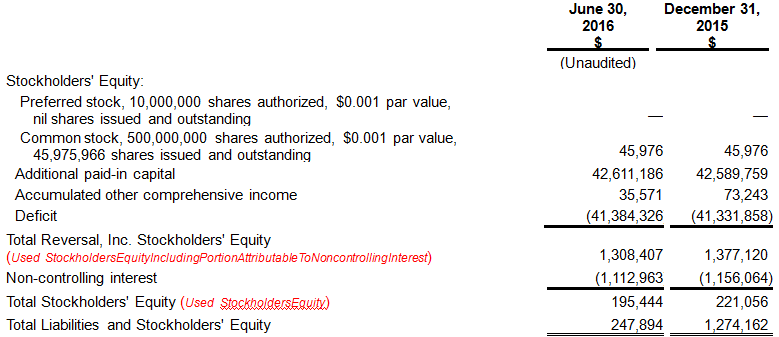 June 30, December 31,
2016 2015
$ $
(Unaudited)
Stockholders' Equity:
Preferred stock, 10,000,000 shares authorized, $0.001 par value,
nil shares issued and outstanding — —
Common stock, 500,000,000 shares authorized, $0.001 par value,
45,975,966 shares issued and outstanding 45,976 45,976
Additional paid-in capital 42,611,186 42,589,759
Accumulated other comprehensive income 35,571 73,243
Deficit (41,384,326 (41,331,858)
Total Reversal, Inc. Stockholders' Equity
(Used StockholdersEquityIncludingPortionAttributableToNoncontrollingInterest) 1,308,407 1,377,120
Non-controlling interest (1,112,963 (1,156,064)
Total Stockholders' Equity (Used StockholdersEquity) 195,444 221,056
Total Liabilities and Stockholders' Equity 247,894 1,274,162